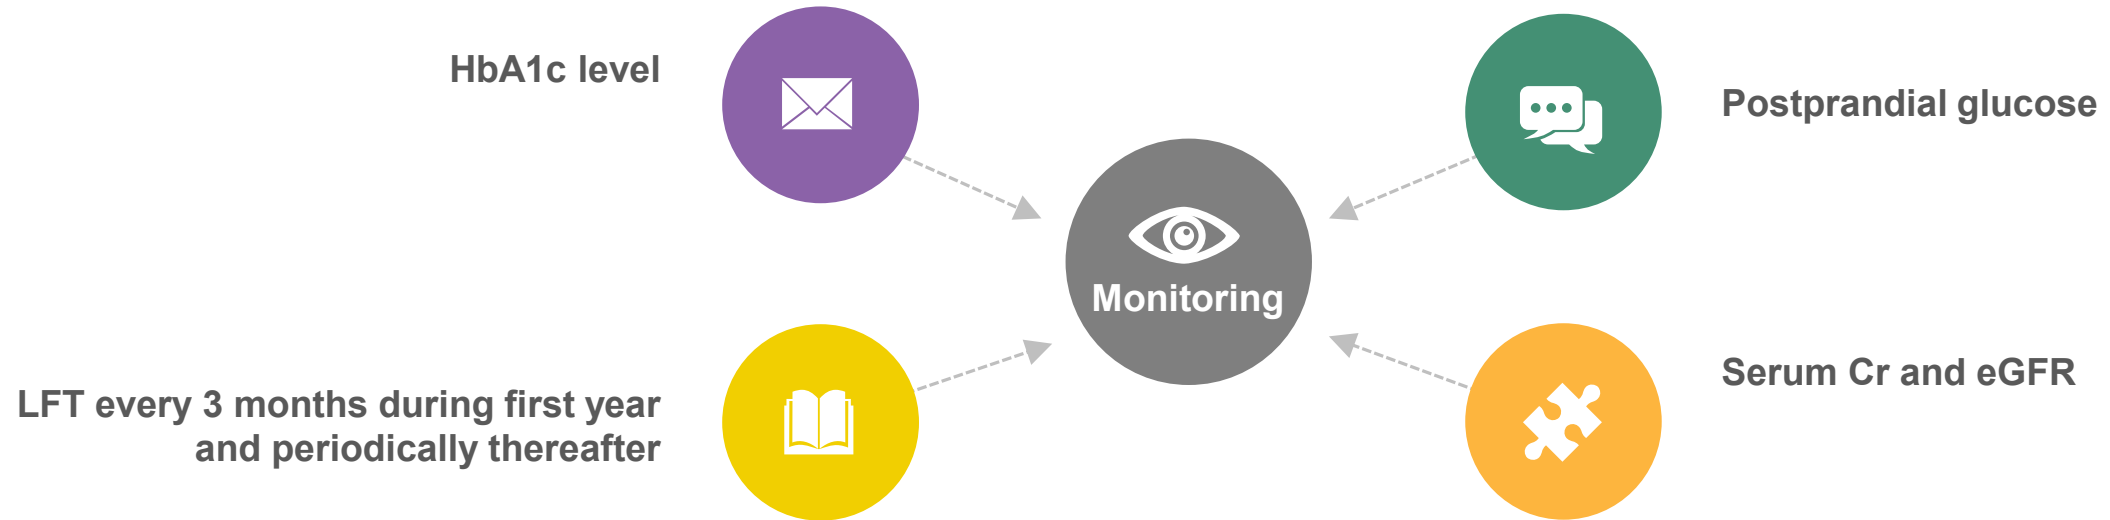 HbA1c level
Postprandial glucose
Monitoring
LFT every 3 months during first year
and periodically thereafter
Serum Cr and eGFR